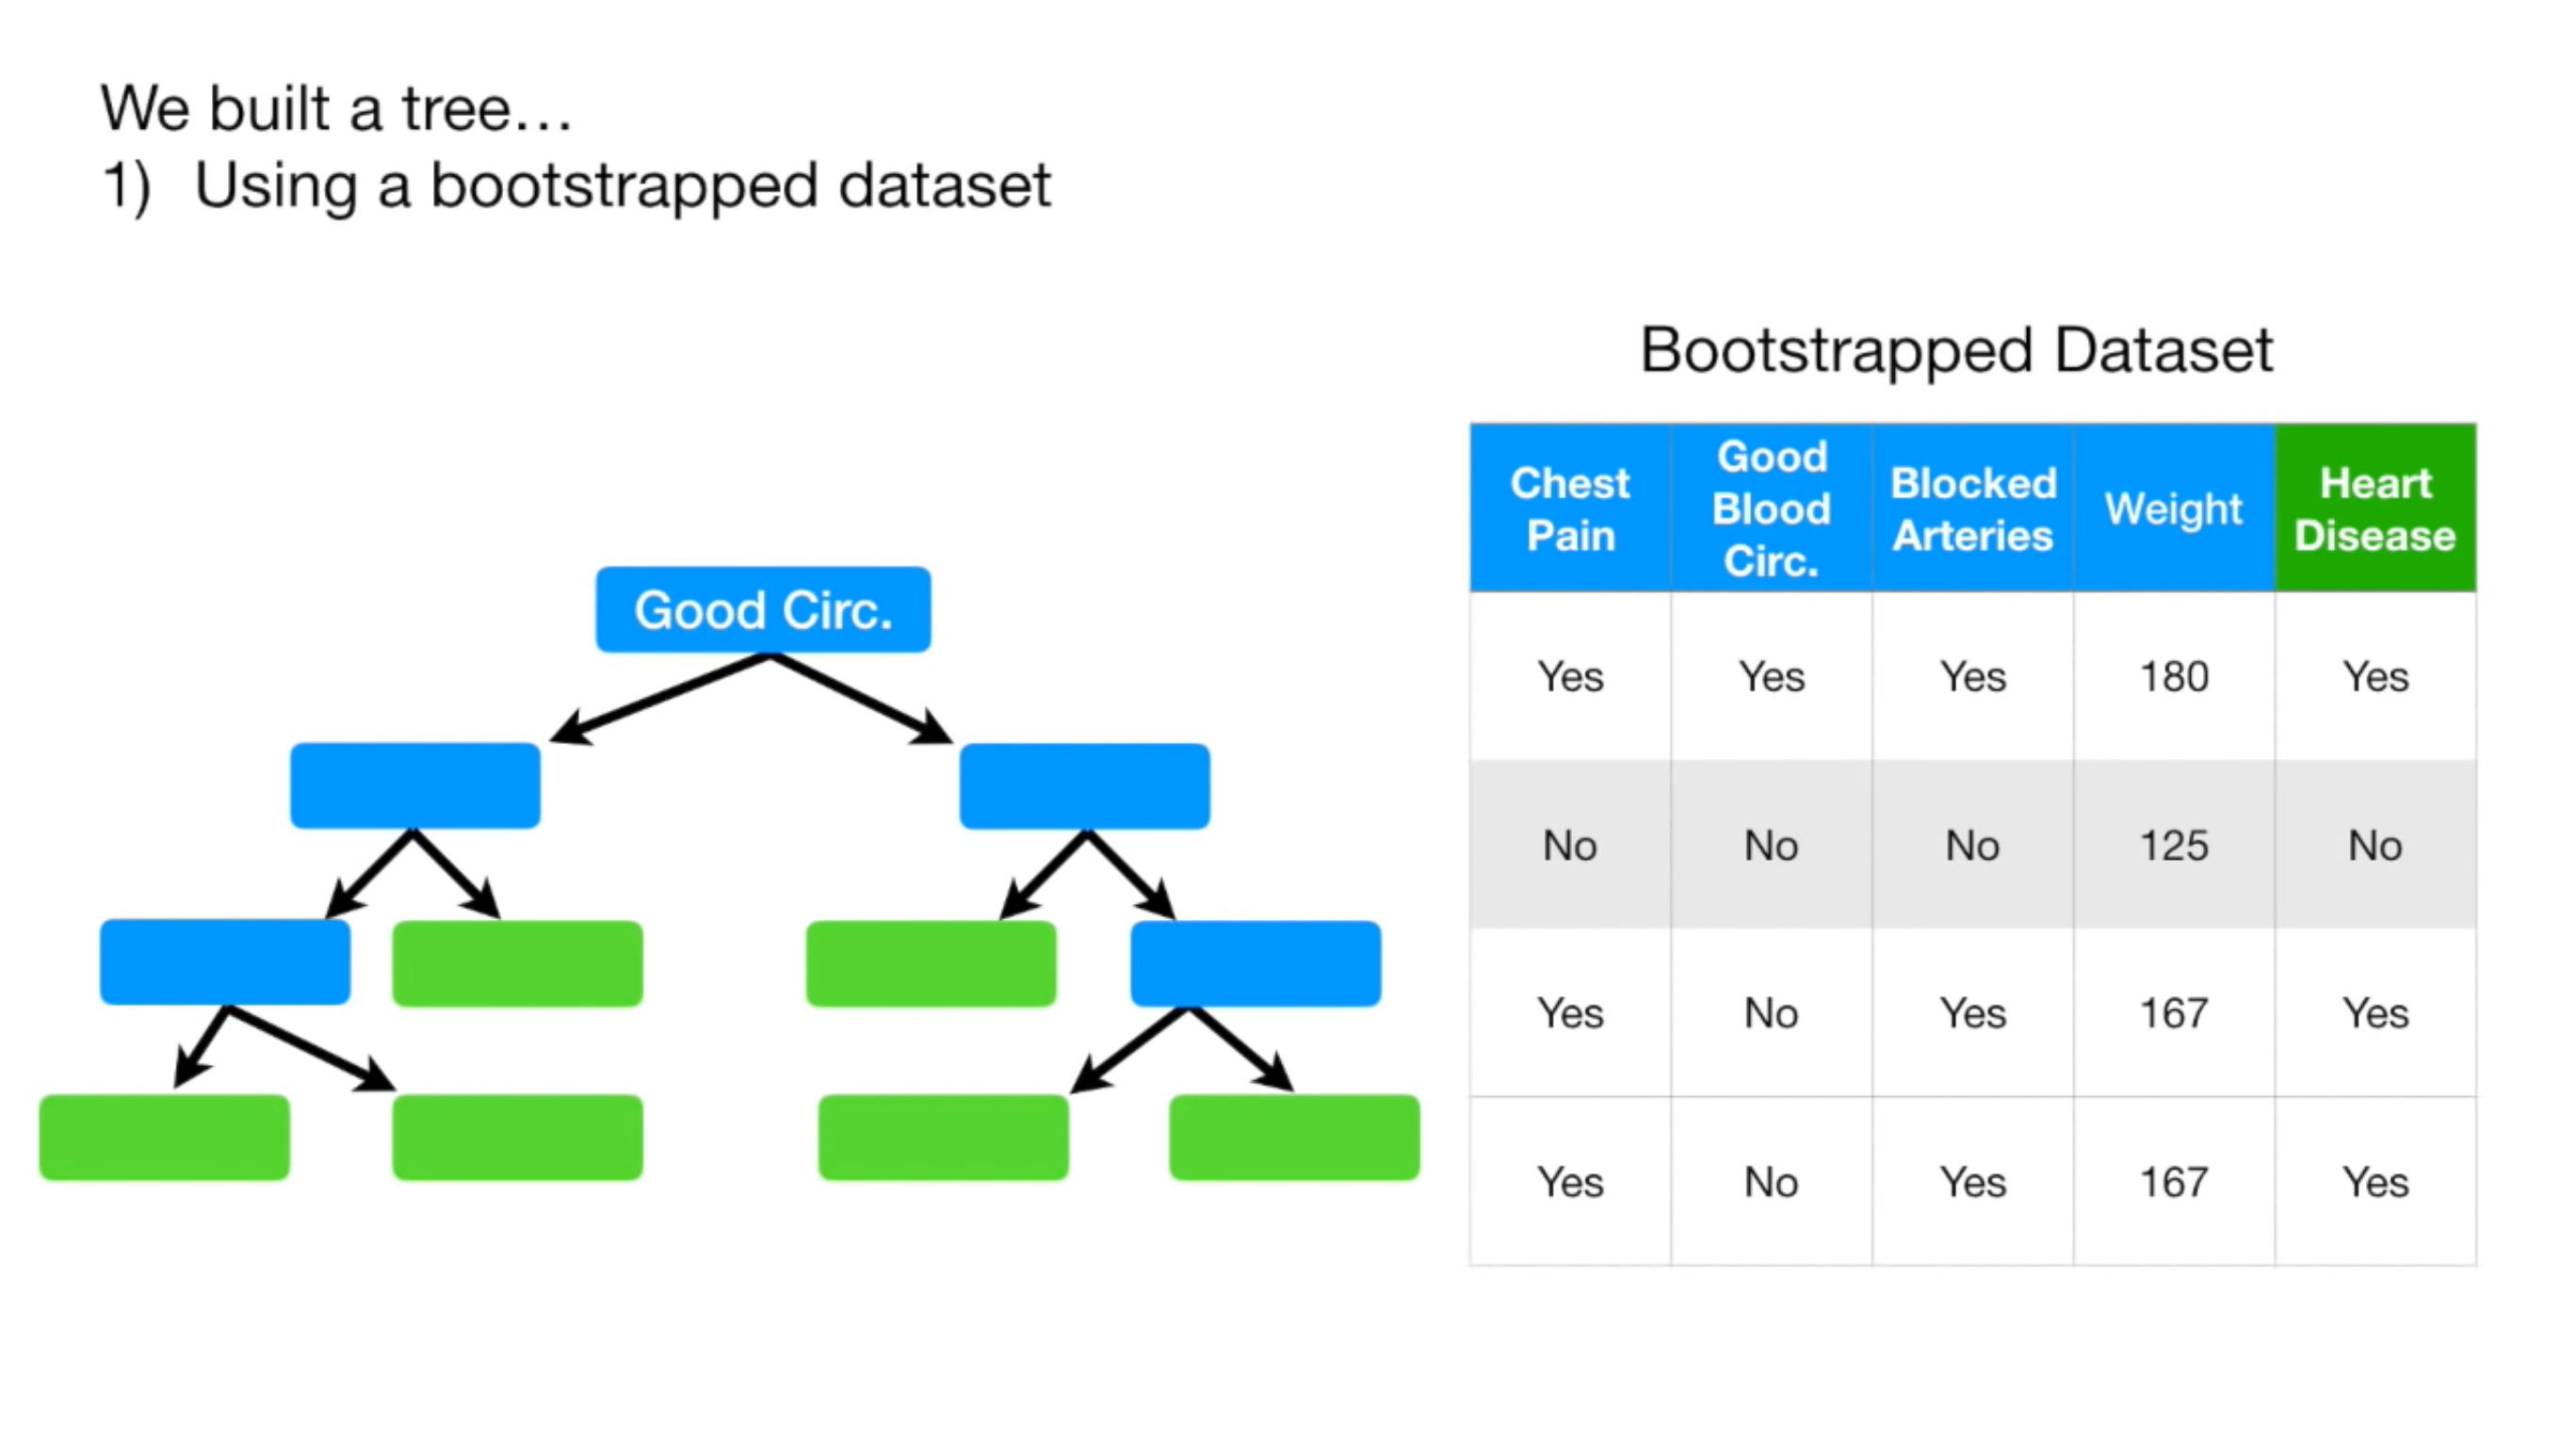 We built a tree...
1) Using a bootstrapped dataset
Good Circ.
Bootstrapped Dataset
Chest Pain Good Blood Circ. Blocked Arteries Weight Heart Disease
Yes Yes Yes 180 Yes
No No No 125 No
Yes No Yes 167 Yes
Yes No Yes 167 Yes